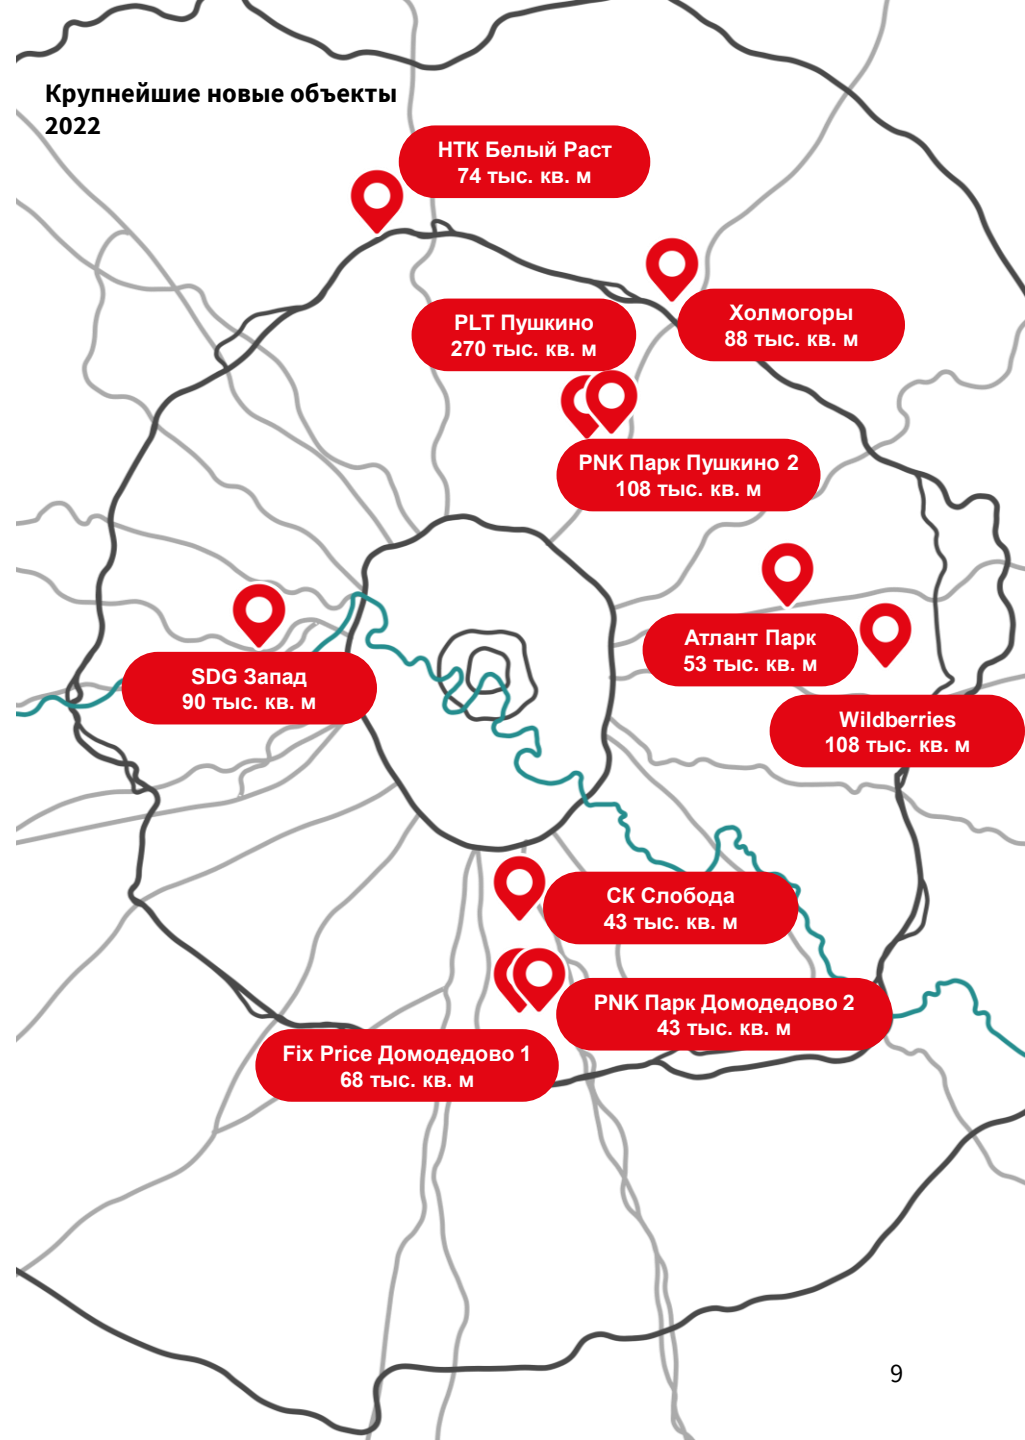 Крупнейшие новые объекты
2022
НТК Белый Раст
74 тыс. кв. м
Холмогоры
88 тыс. кв. м
PLT Пушкино
270 тыс. кв. м
PNK Парк Пушкино 2
108 тыс. кв. м
Атлант Парк
53 тыс. кв. м
SDG Запад
90 тыс. кв. м
Wildberries
108 тыс. кв. м
СК Слобода
43 тыс. кв. м
PNK Парк Домодедово 2
43 тыс. кв. м
Fix Price Домодедово 1
68 тыс. кв. м
9